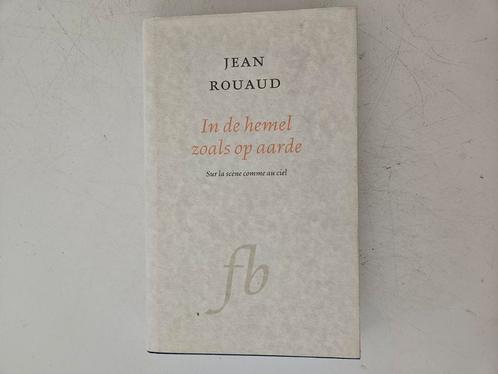 JEAN
ROUAUD
In de hemel
zoals op aarde
Sur la scène comme au ciel
fb